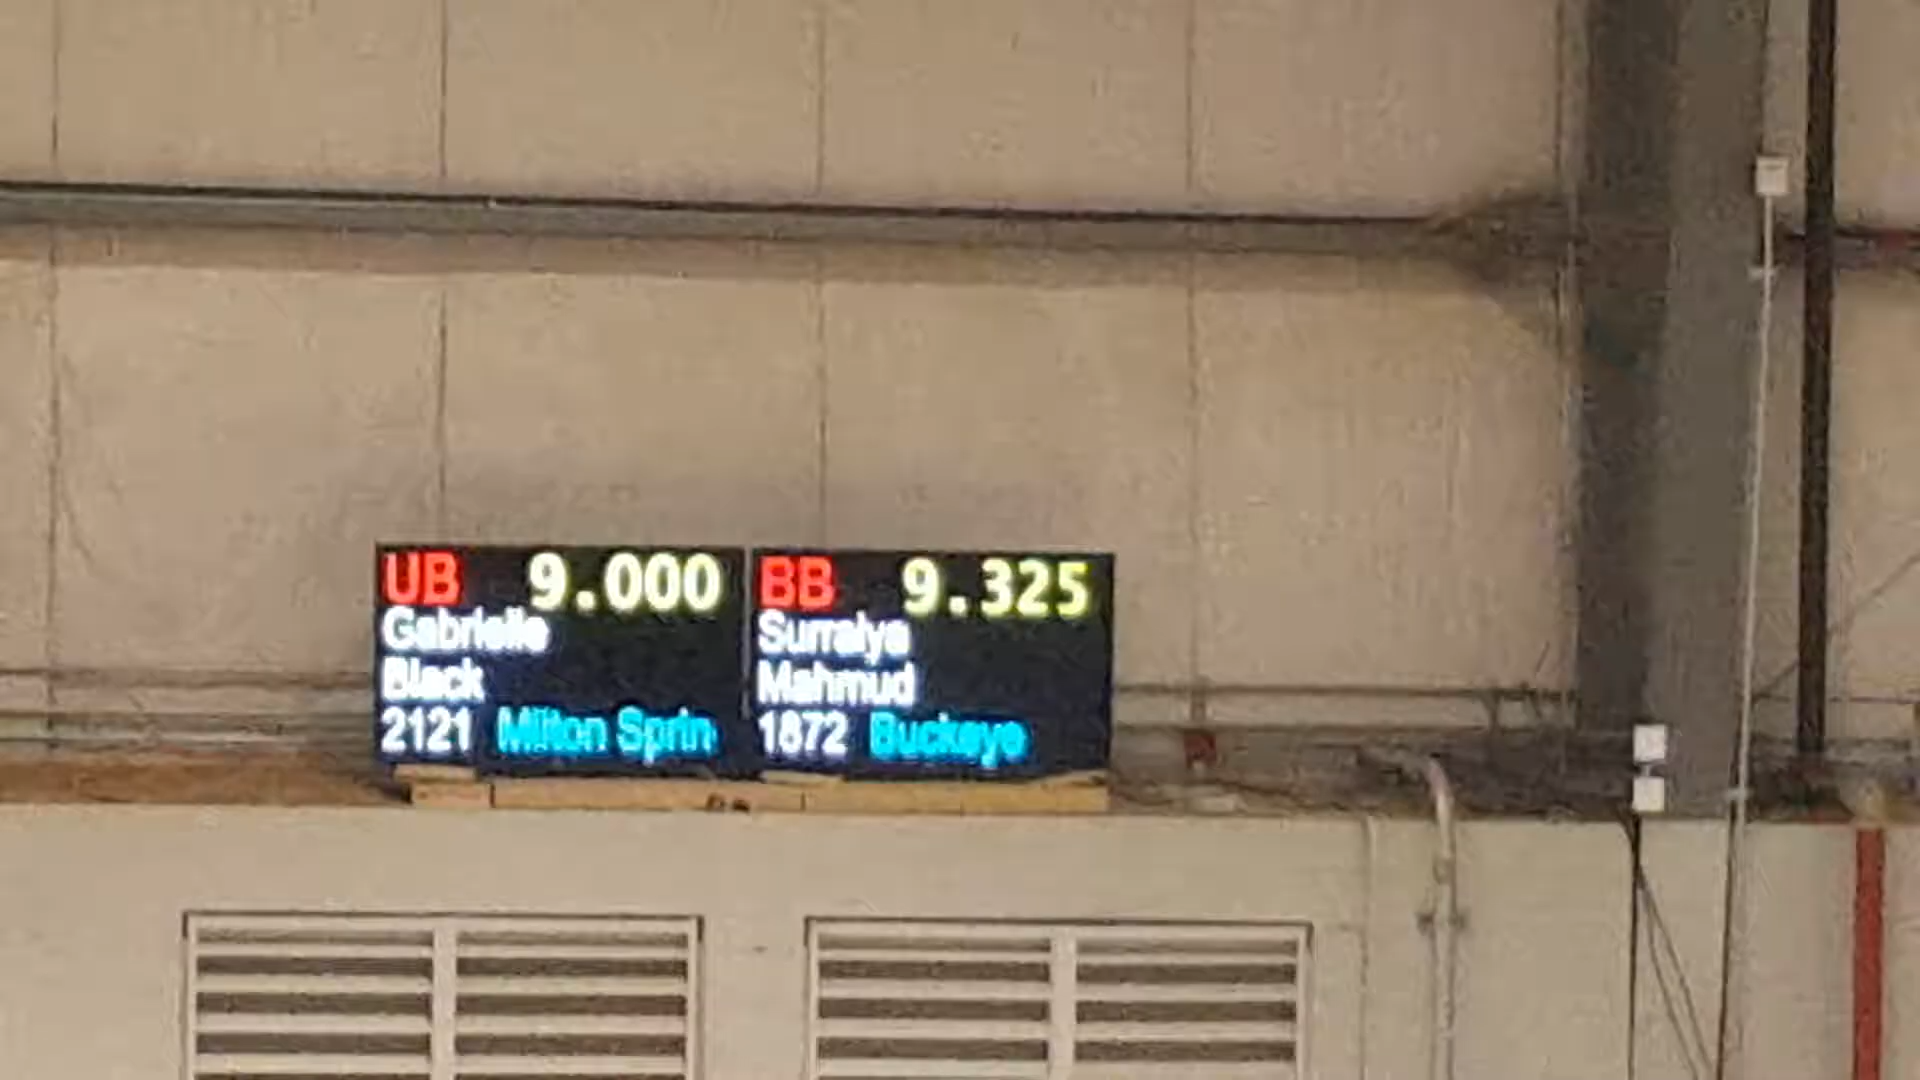 UB 9.000
Gabrielle
Black
2121 Milton Sprin
BB 9.325
Surraiya
Mahmud
1872 Buckeye